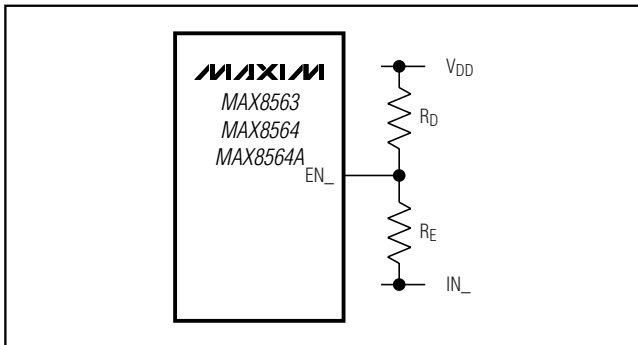 MAXIM
MAX8563
MAX8564
MAX8564A
EN_
VDD
RD
RE
IN_